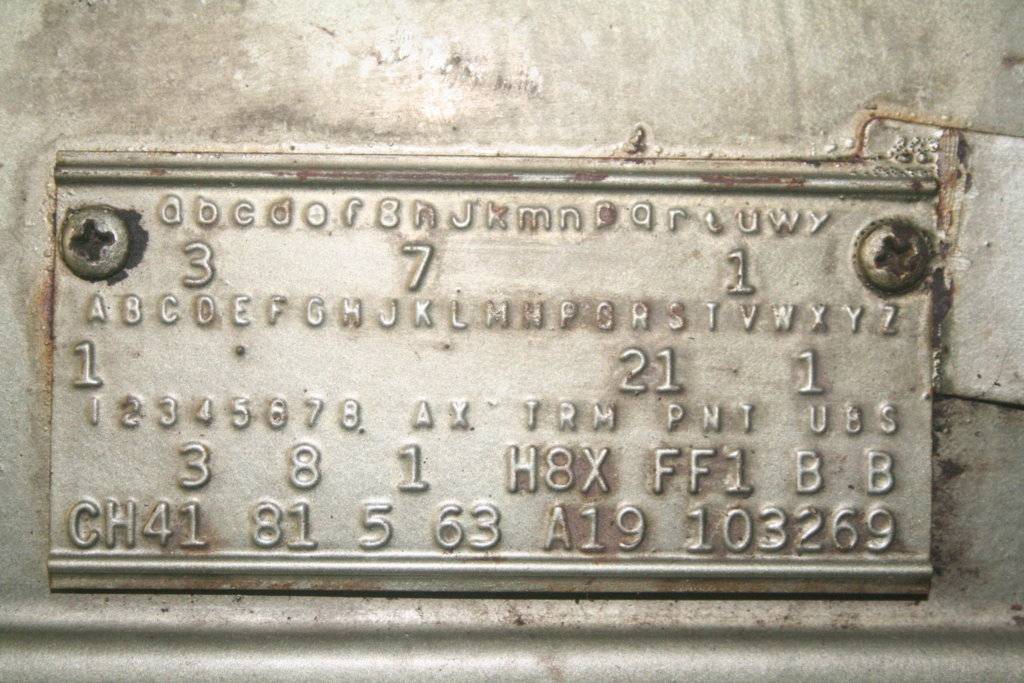 abcdefghJkmnpqrtuwy
3 7 1
ABCDEFGHJKLMNPQRSTVWXYZ
1 21 1
12345678 AX TRM PNT UBS
3 8 1 H8X FF1 B B
CH41 81 5 63 A19 103269